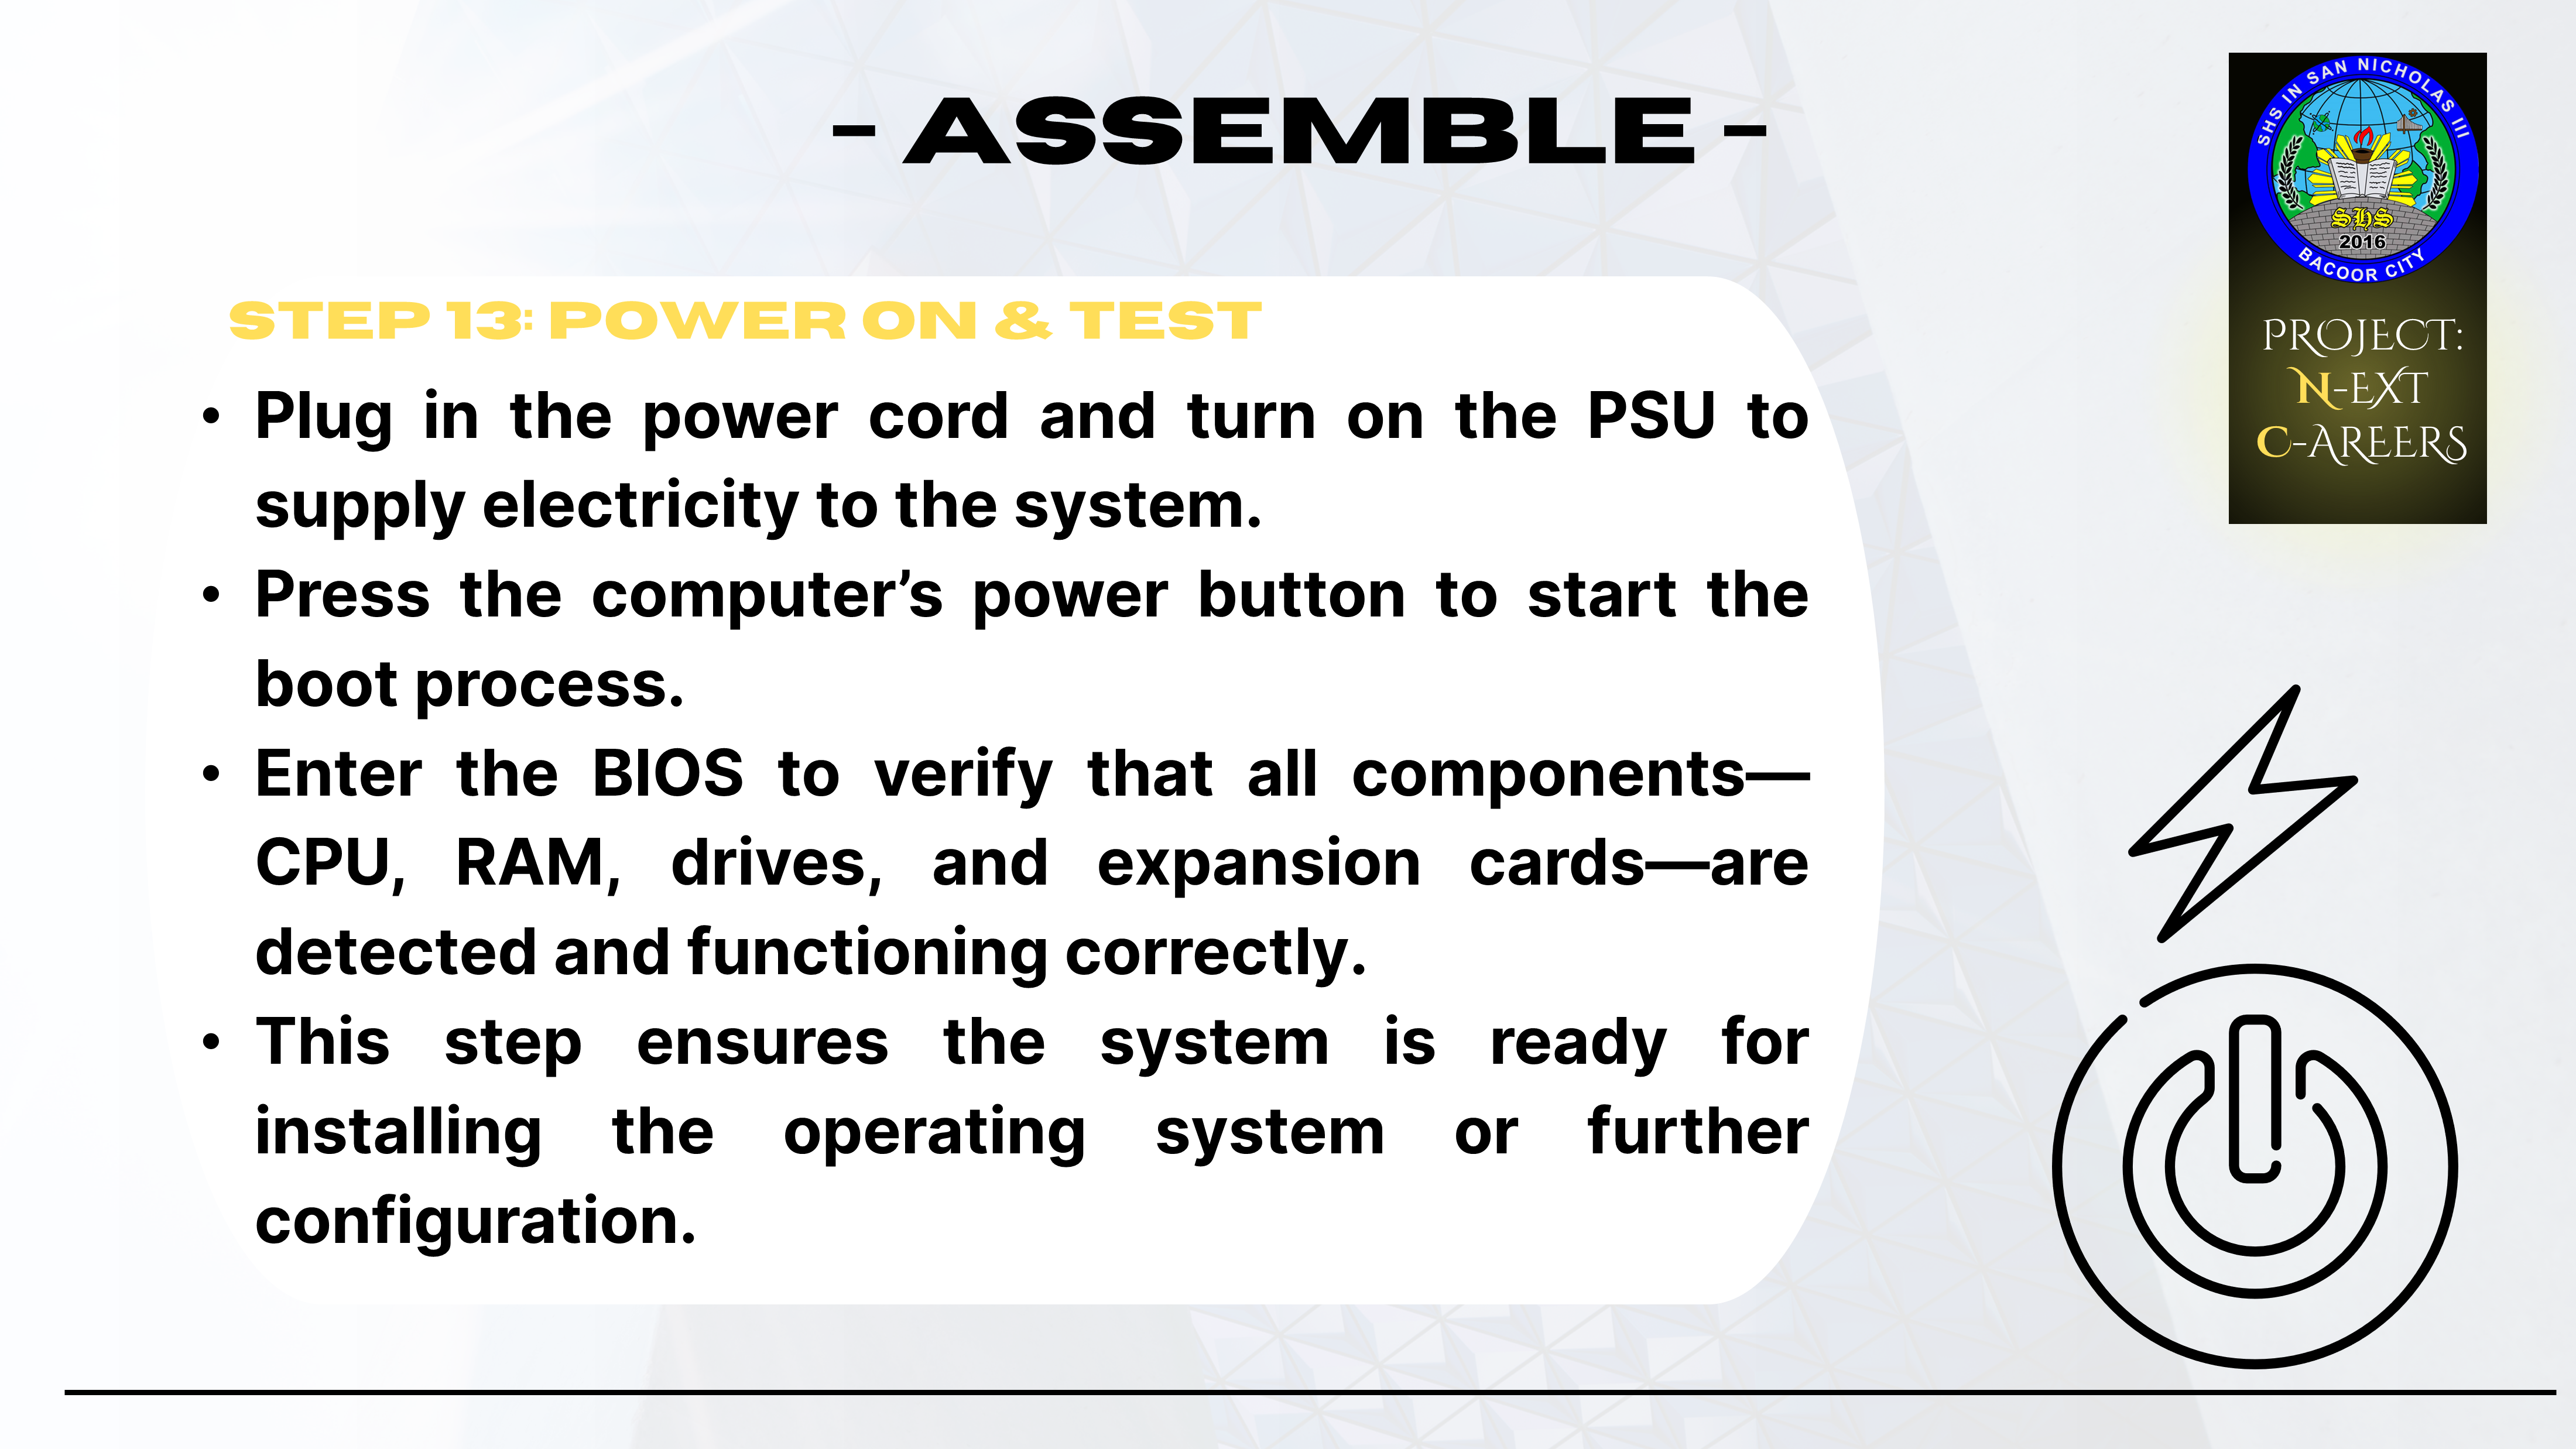 - ASSEMBLE -
SHS IN SAN NICHOLAS III
SHS
2016
BACOOR CITY
PROJECT:
N-EXT
C-AREERS
STEP 13: POWER ON & TEST
• Plug in the power cord and turn on the PSU to
supply electricity to the system.
• Press the computer’s power button to start the
boot process.
• Enter the BIOS to verify that all components—
CPU, RAM, drives, and expansion cards—are
detected and functioning correctly.
• This step ensures the system is ready for
installing the operating system or further
configuration.